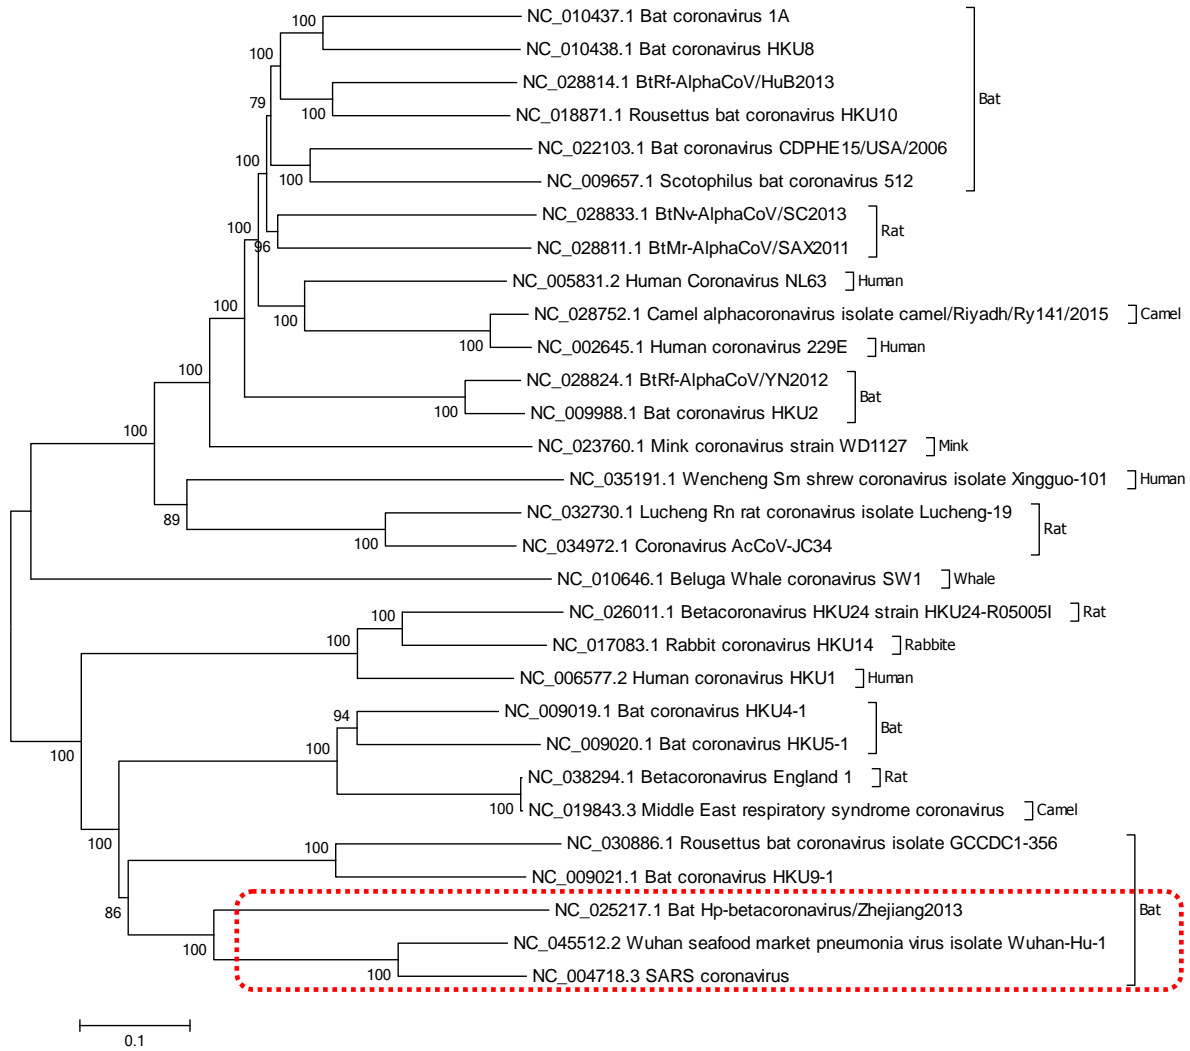 NC_010437.1 Bat coronavirus 1A
100
NC_010438.1 Bat coronavirus HKU8
100
NC_028814.1 BtRf-AlphaCoV/HuB2013
Bat
79
100
NC_018871.1 Rousettus bat coronavirus HKU10
NC_022103.1 Bat coronavirus CDPHE15/USA/2006
100
100
NC_009657.1 Scotophilus bat coronavirus 512
NC_028833.1 BtNv-AlphaCoV/SC2013
100
Rat
96
NC_028811.1 BtMr-AlphaCoV/SAX2011
NC_005831.2 Human Coronavirus NL63
Human
100
100
NC_028752.1 Camel alphacoronavirus isolate camel/Riyadh/Ry141/2015
Camel
100
NC_002645.1 Human coronavirus 229E
Human
100
NC_028824.1 BtRf-AlphaCoV/YN2012
Bat
100
NC_009988.1 Bat coronavirus HKU2
100
NC_023760.1 Mink coronavirus strain WD1127
Mink
NC_035191.1 Wencheng Sm shrew coronavirus isolate Xingguo-101
Human
89
NC_032730.1 Lucheng Rn rat coronavirus isolate Lucheng-19
Rat
100
NC_034972.1 Coronavirus AcCoV-JC34
NC_010646.1 Beluga Whale coronavirus SW1
Whale
100
NC_026011.1 Betacoronavirus HKU24 strain HKU24-R05005I
Rat
100
NC_017083.1 Rabbit coronavirus HKU14
Rabbite
NC_006577.2 Human coronavirus HKU1
Human
94
NC_009019.1 Bat coronavirus HKU4-1
Bat
100
100
NC_009020.1 Bat coronavirus HKU5-1
NC_038294.1 Betacoronavirus England 1
Rat
100
NC_019843.3 Middle East respiratory syndrome coronavirus
Camel
100
100
NC_030886.1 Rousettus bat coronavirus isolate GCCDC1-356
NC_009021.1 Bat coronavirus HKU9-1
86
NC_025217.1 Bat Hp-betacoronavirus/Zhejiang2013
Bat
100
NC_045512.2 Wuhan seafood market pneumonia virus isolate Wuhan-Hu-1
100
NC_004718.3 SARS coronavirus
0.1